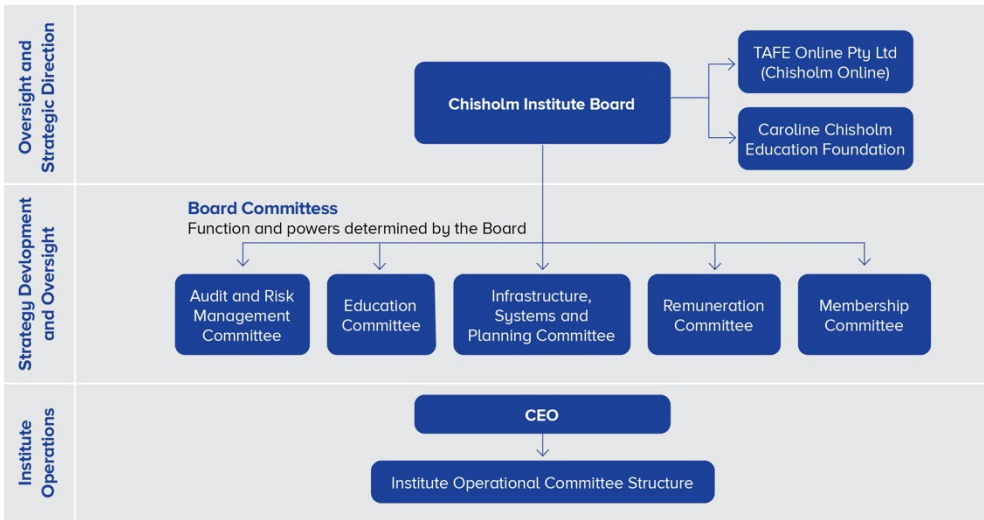 Oversight and
Strategic Direction
Chisholm Institute Board
TAFE Online Pty Ltd
(Chisholm Online)
Caroline Chisholm
Education Foundation
Strategy Devlopment
and Oversight
Board Committess
Function and powers determined by the Board
Audit and Risk
Management
Committee
Education
Committee
Infrastructure,
Systems and
Planning Committee
Remuneration
Committee
Membership
Committee
Institute
Operations
CEO
Institute Operational Committee Structure